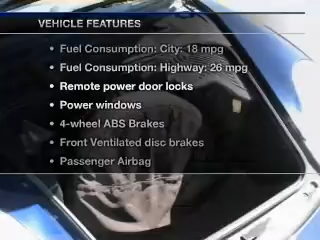 VEHICLE FEATURES
• Fuel Consumption: City: 18 mpg
• Fuel Consumption: Highway: 26 mpg
• Remote power door locks
• Power windows
• 4-wheel ABS Brakes
• Front Ventilated disc brakes
• Passenger Airbag